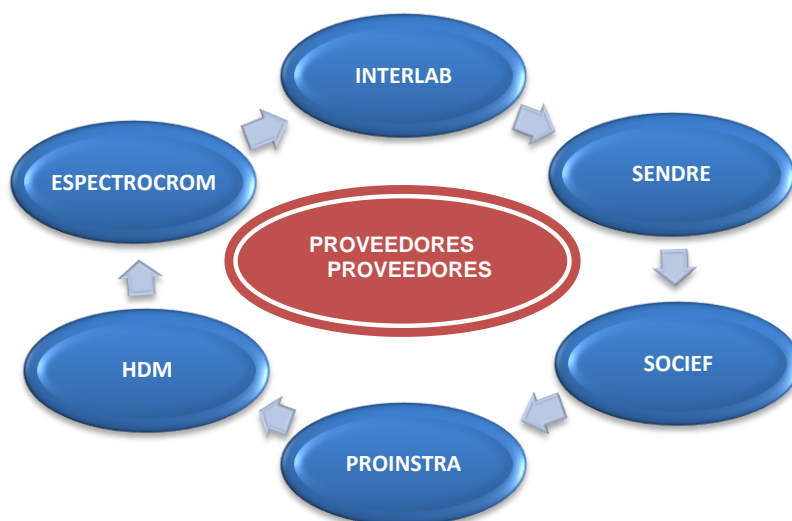 INTERLAB
SENDRE
SOCIEF
PROINSTRA
HDM
ESPECTROCROM
PROVEEDORES
PROVEEDORES